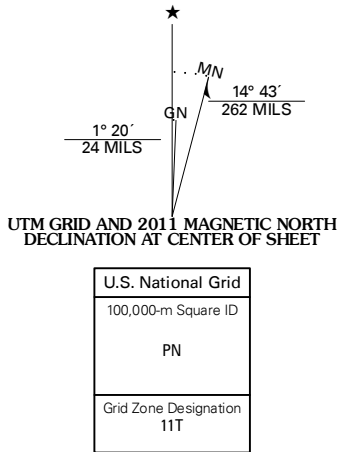 ★
MN
GN
14° 43´
262 MILS
1° 20´
24 MILS
UTM GRID AND 2011 MAGNETIC NORTH
DECLINATION AT CENTER OF SHEET
U.S. National Grid
100,000-m Square ID
PN
Grid Zone Designation
11T